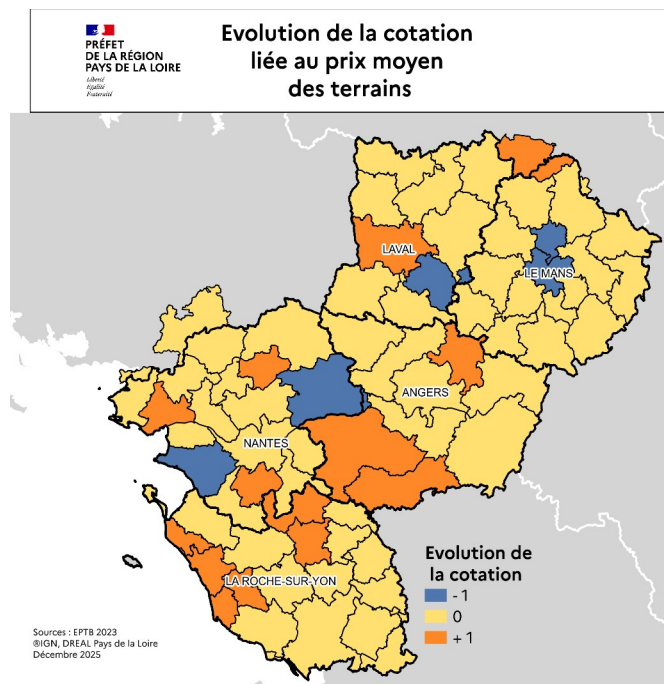 PRÉFET
DE LA RÉGION
PAYS DE LA LOIRE
Liberté
Égalité
Fraternité
Evolution de la cotation
liée au prix moyen
des terrains
LAVAL
LE MANS
ANGERS
NANTES
LA ROCHE-SUR-YON
Evolution de
la cotation
- 1
0
+ 1
Sources : EPTB 2023
®IGN, DREAL Pays de la Loire
Décembre 2025